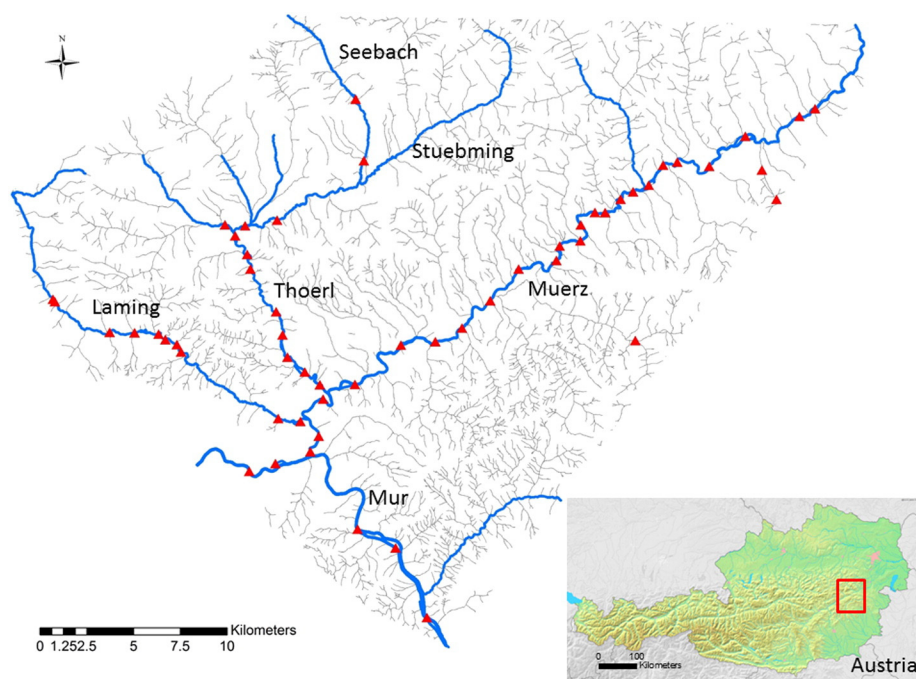 N
Seebach
Stuebming
Thoerl
Laming
Muerz
Mur
Kilometers
0 1.252.5 5 7.5 10
0 100
Kilometers
Austria